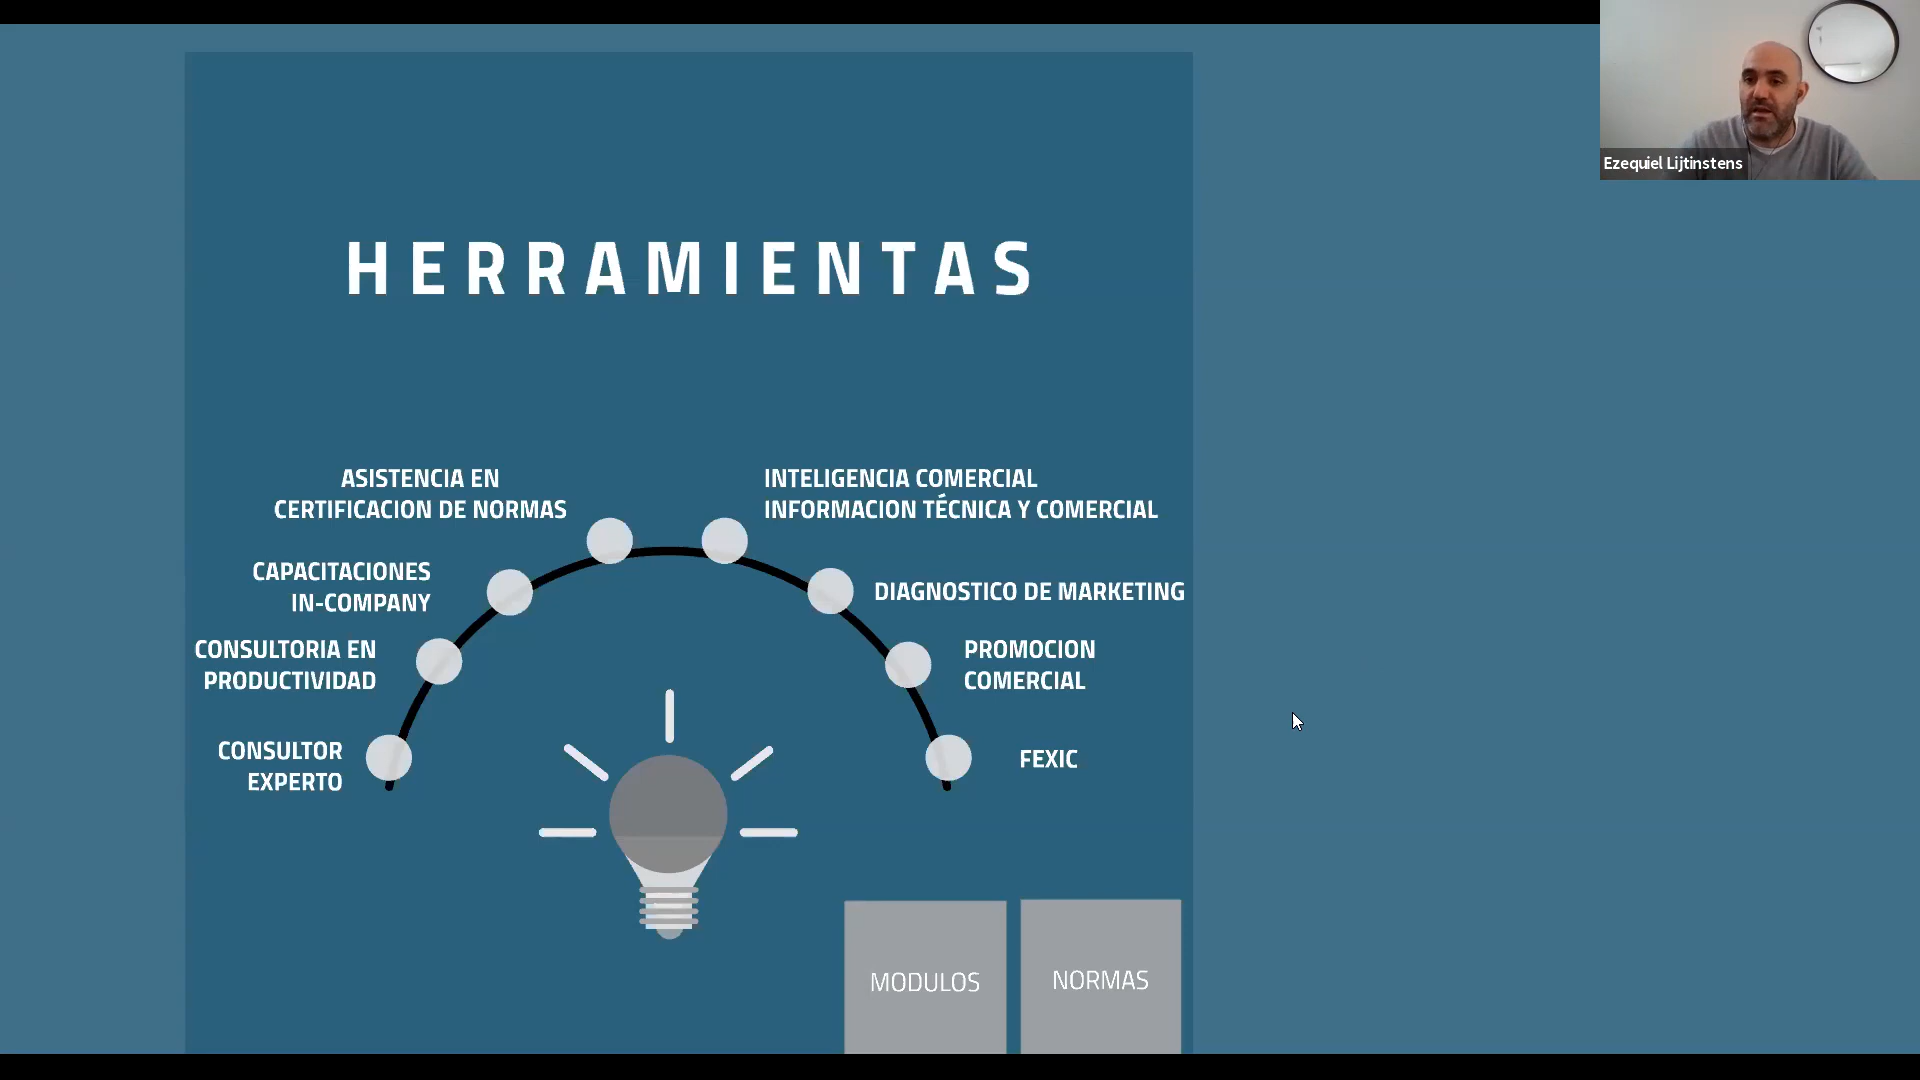 Ezequiel Lijtinstens
HERRAMIENTAS
ASISTENCIA EN
CERTIFICACION DE NORMAS
INTELIGENCIA COMERCIAL
INFORMACION TÉCNICA Y COMERCIAL
CAPACITACIONES
IN-COMPANY
DIAGNOSTICO DE MARKETING
CONSULTORIA EN
PRODUCTIVIDAD
PROMOCION
COMERCIAL
CONSULTOR
EXPERTO
FEXIC
MODULOS
NORMAS